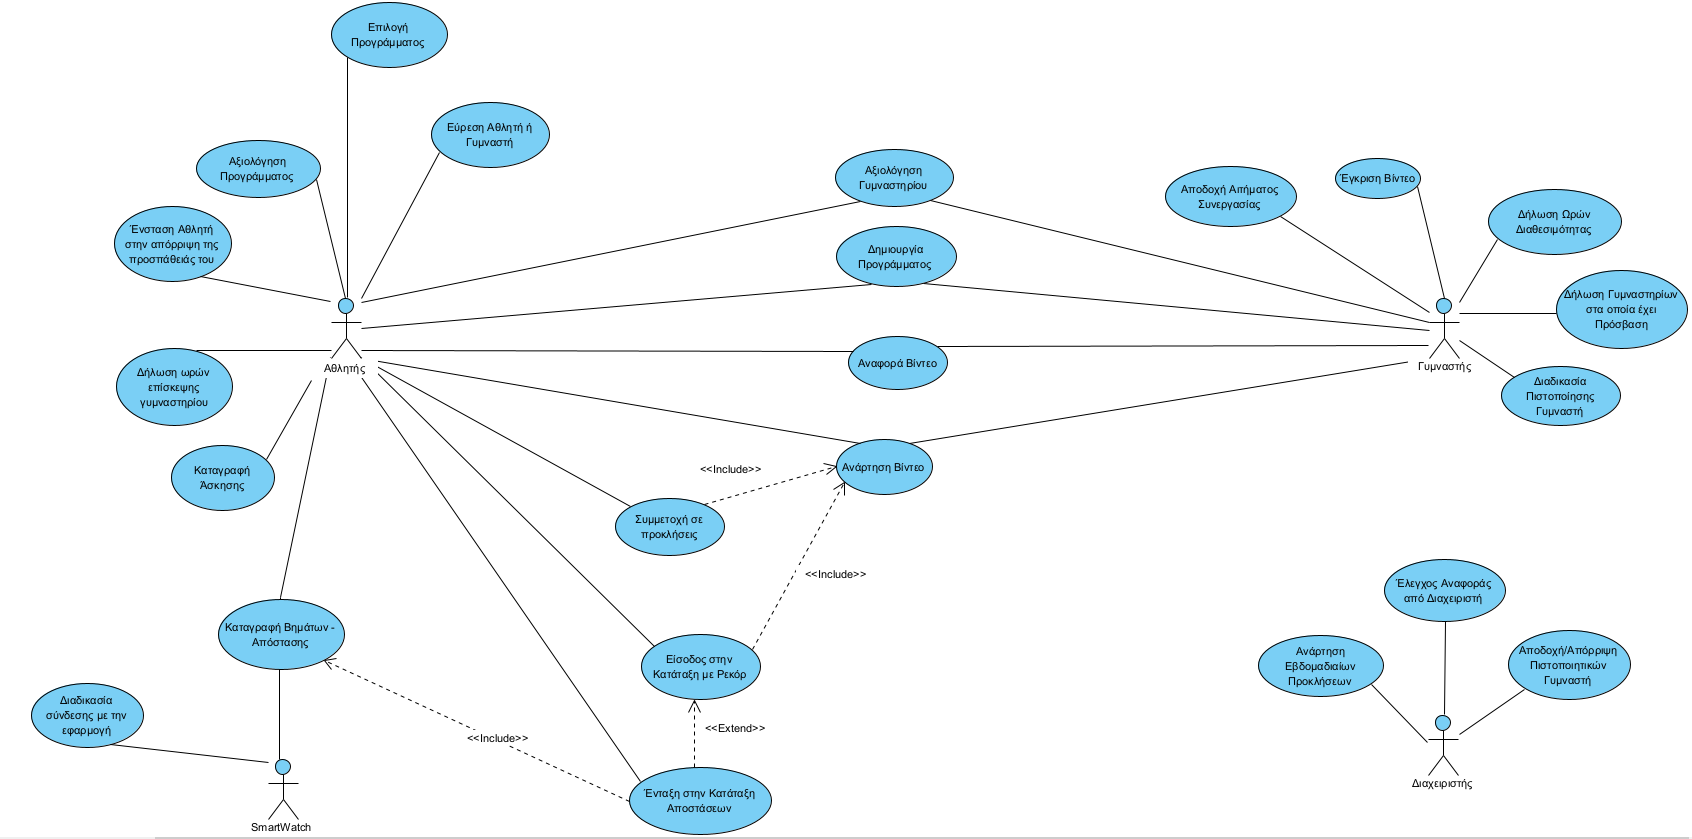 Επιλογή
Προγράμματος
Εύρεση Αθλητή ή
Γυμναστή
Αξιολόγηση
Προγράμματος
Ένσταση Αθλητή
στην απόρριψη της
προσπάθειάς του
Αξιολόγηση
Γυμναστηρίου
Δημιουργία
Προγράμματος
Αποδοχή Αιτήματος
Συνεργασίας
Έγκριση Βίντεο
Δήλωση Ωρών
Διαθεσιμότητας
Δήλωση Γυμναστηρίων
στα οποία έχει
Πρόσβαση
Αθλητής
Γυμναστής
Αναφορά Βίντεο
Δήλωση ωρών
επίσκεψης
γυμναστηρίου
Διαδικασία
Πιστοποίησης
Γυμναστή
Καταγραφή
Άσκησης
<<Include>>
Ανάρτηση Βίντεο
Συμμετοχή σε
προκλήσεις
<<Include>>
Καταγραφή Βημάτων -
Απόστασης
Είσοδος στην
Κατάταξη με Ρεκόρ
Έλεγχος Αναφοράς
από Διαχειριστή
Ανάρτηση
Εβδομαδιαίων
Προκλήσεων
Αποδοχή/Απόρριψη
Πιστοποιητικών
Γυμναστή
Διαδικασία
σύνδεσης με την
εφαρμογή
<<Include>>
<<Extend>>
Ένταξη στην Κατάταξη
Αποστάσεων
Διαχειριστής
SmartWatch